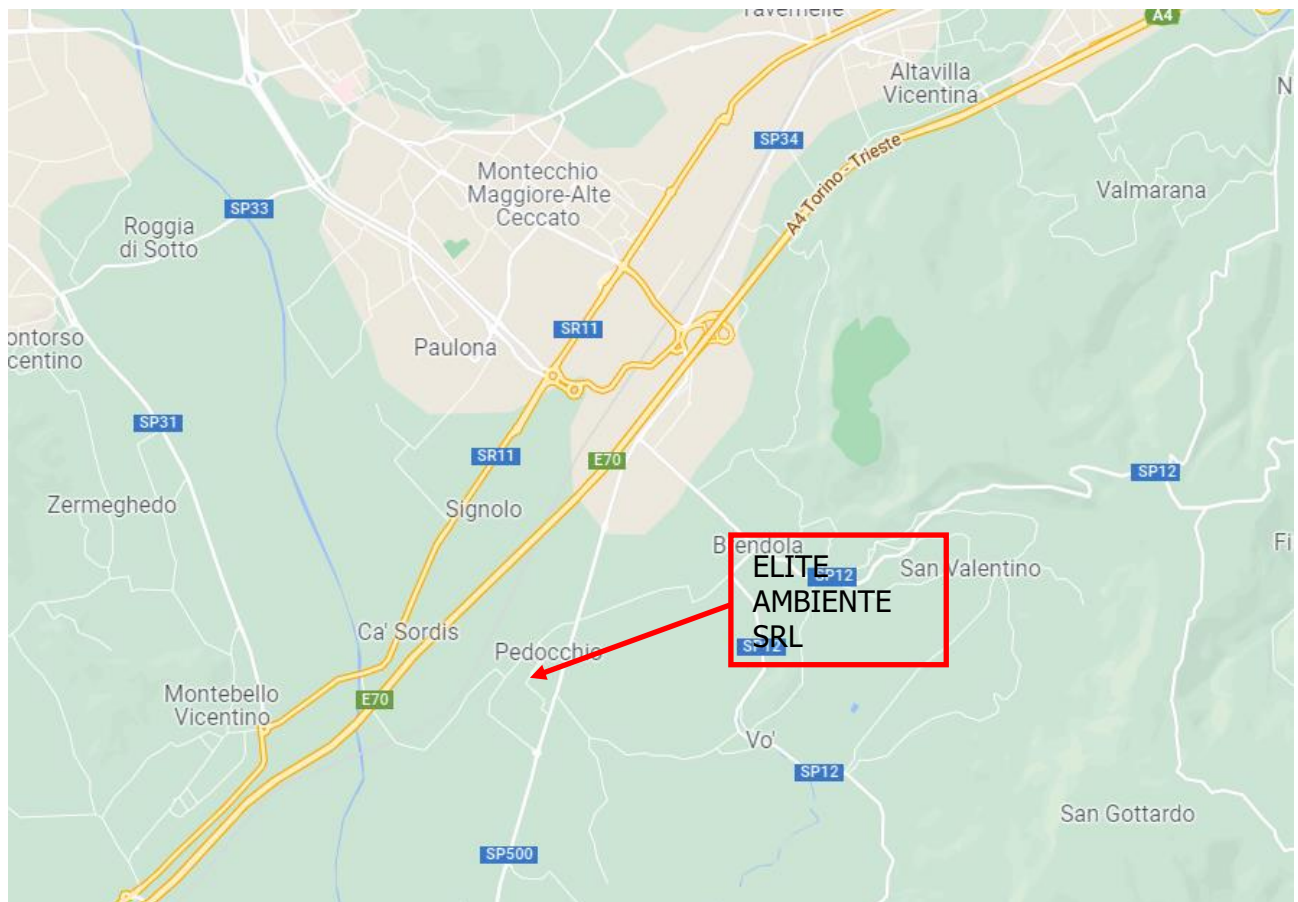 Tavernelle
A4
Altavilla
Vicentina
N
SP34
A4 Torino - Trieste
Montecchio
Maggiore-Alte
Ceccato
Valmarana
SP33
Roggia
di Sotto
SR11
ontorso
centino
Paulona
SP31
SR11
E70
SP12
Zermeghedo
Signolo
Brendola
Fi
ELITE
AMBIENTE
SRL
SP12
San Valentino
Ca' Sordis
Pedocchio
SP12
Montebello
Vicentino
E70
Vo'
SP12
San Gottardo
SP500